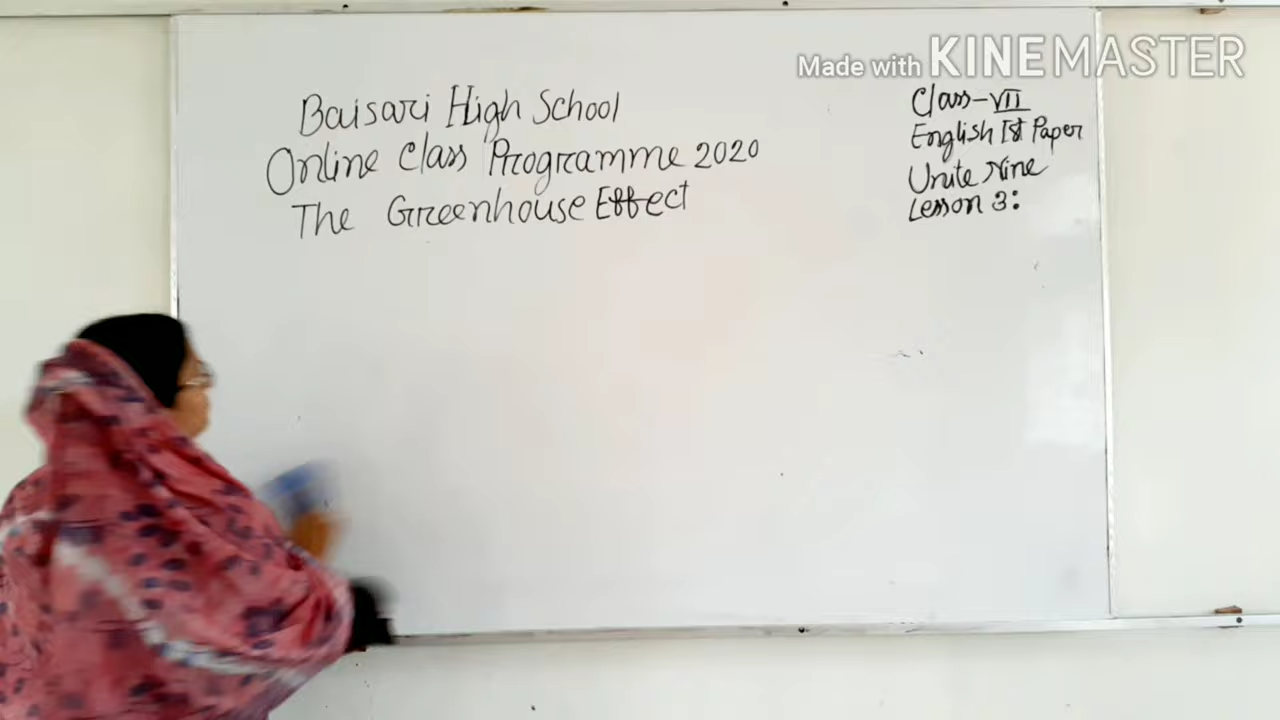 Baisari High School
Online Class Programme 2020
The Greenhouse Effect
Made with KINEMASTER
Class-VII
English 1st Paper
Unite Nine
Lesson 3: